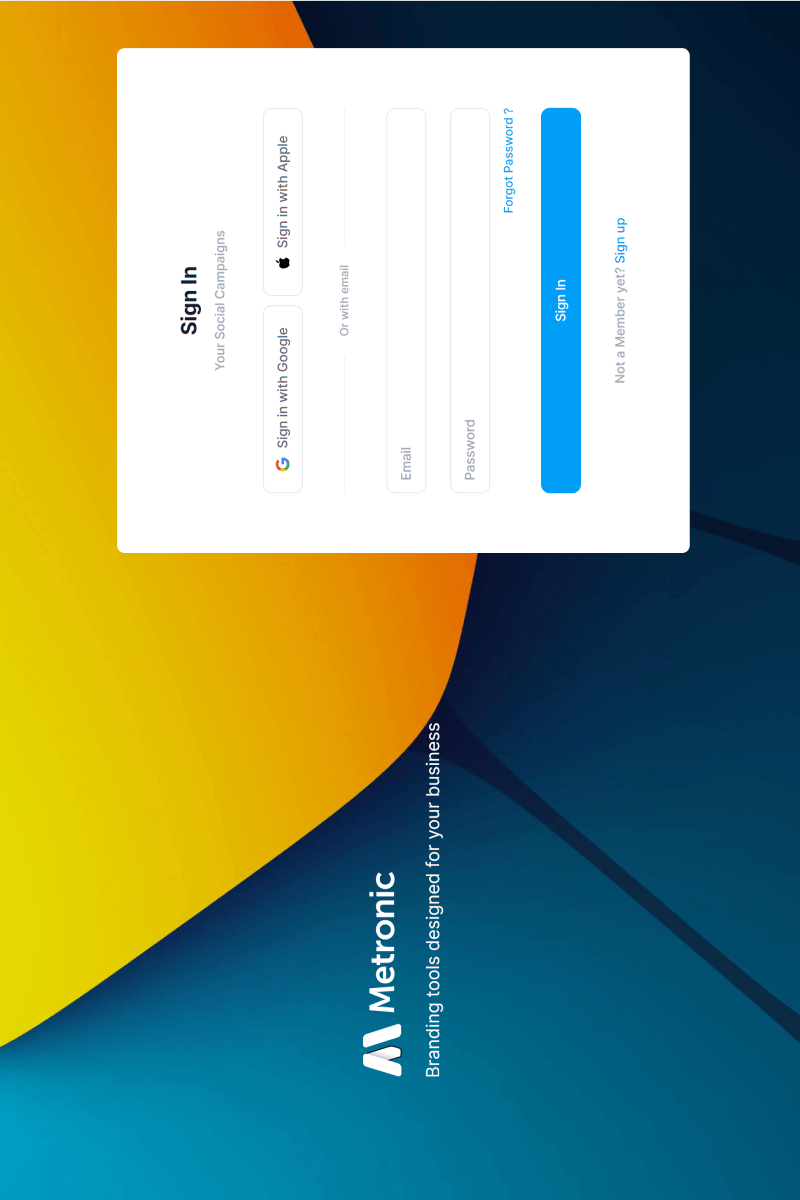 Metronic
Branding tools designed for your business
Sign In
Your Social Campaigns
Sign in with Google
Sign in with Apple
Or with email
Email
Password
Forgot Password ?
Sign In
Not a Member yet? Sign up